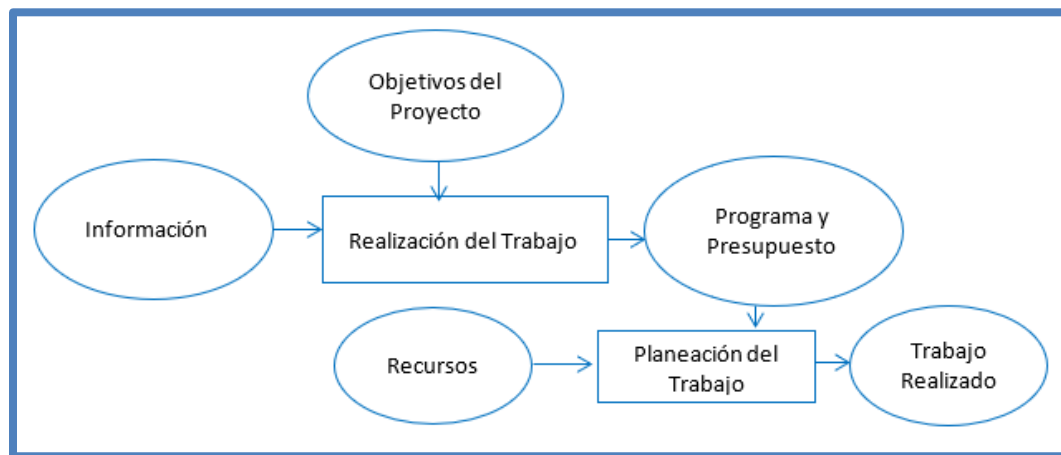 Objetivos del
Proyecto
Información
Realización del Trabajo
Programa y
Presupuesto
Recursos
Planeación del
Trabajo
Trabajo
Realizado